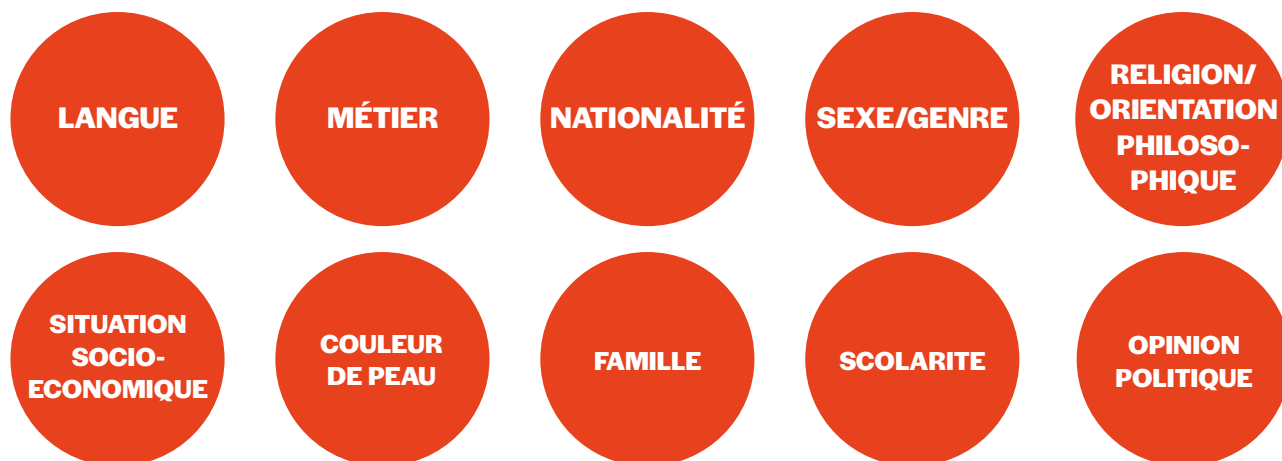 LANGUE
MÉTIER
NATIONALITÉ
SEXE/GENRE
RELIGION/
ORIENTATION
PHILOSO-
PHIQUE
SITUATION
SOCIO-
ECONOMIQUE
COULEUR
DE PEAU
FAMILLE
SCOLARITE
OPINION
POLITIQUE